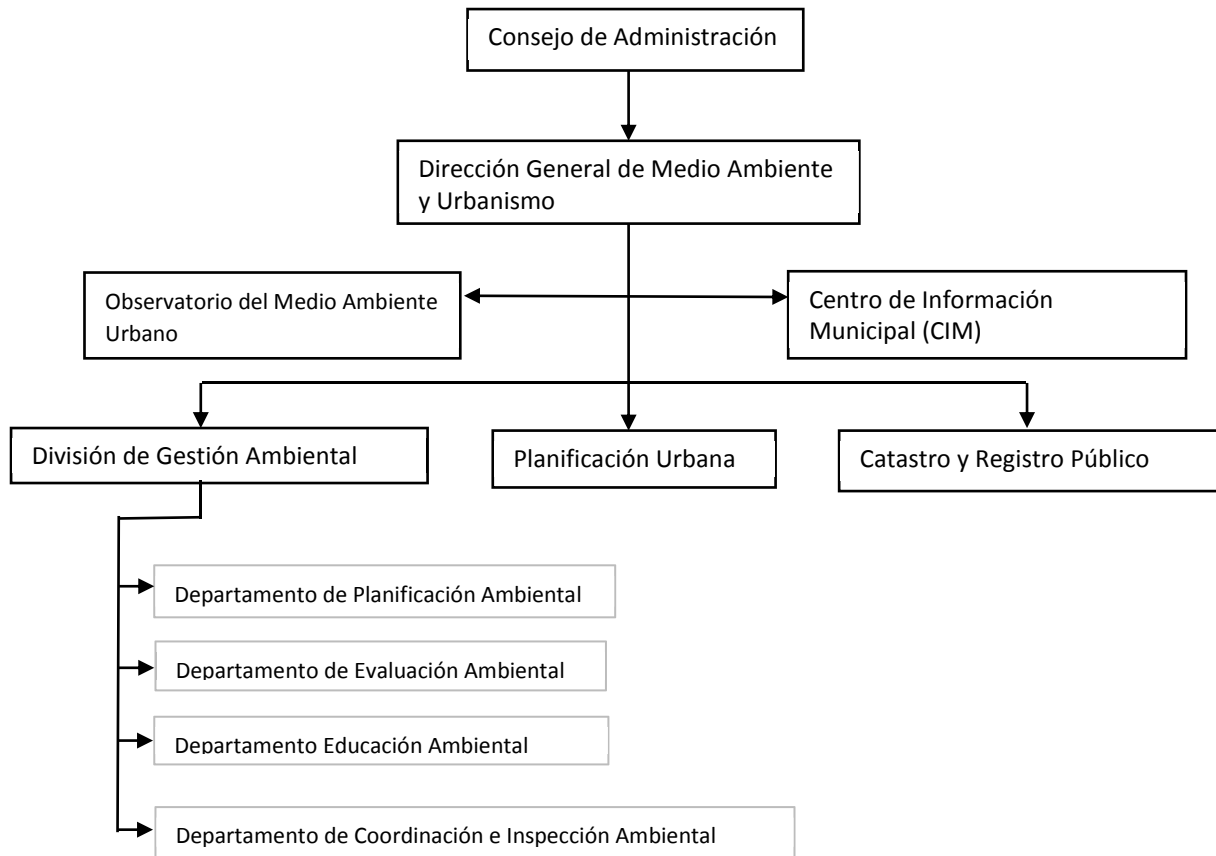 Consejo de Administración
Dirección General de Medio Ambiente
y Urbanismo
Observatorio del Medio Ambiente
Urbano
Centro de Información
Municipal (CIM)
División de Gestión Ambiental
Planificación Urbana
Catastro y Registro Público
Departamento de Planificación Ambiental
Departamento de Evaluación Ambiental
Departamento Educación Ambiental
Departamento de Coordinación e Inspección Ambiental